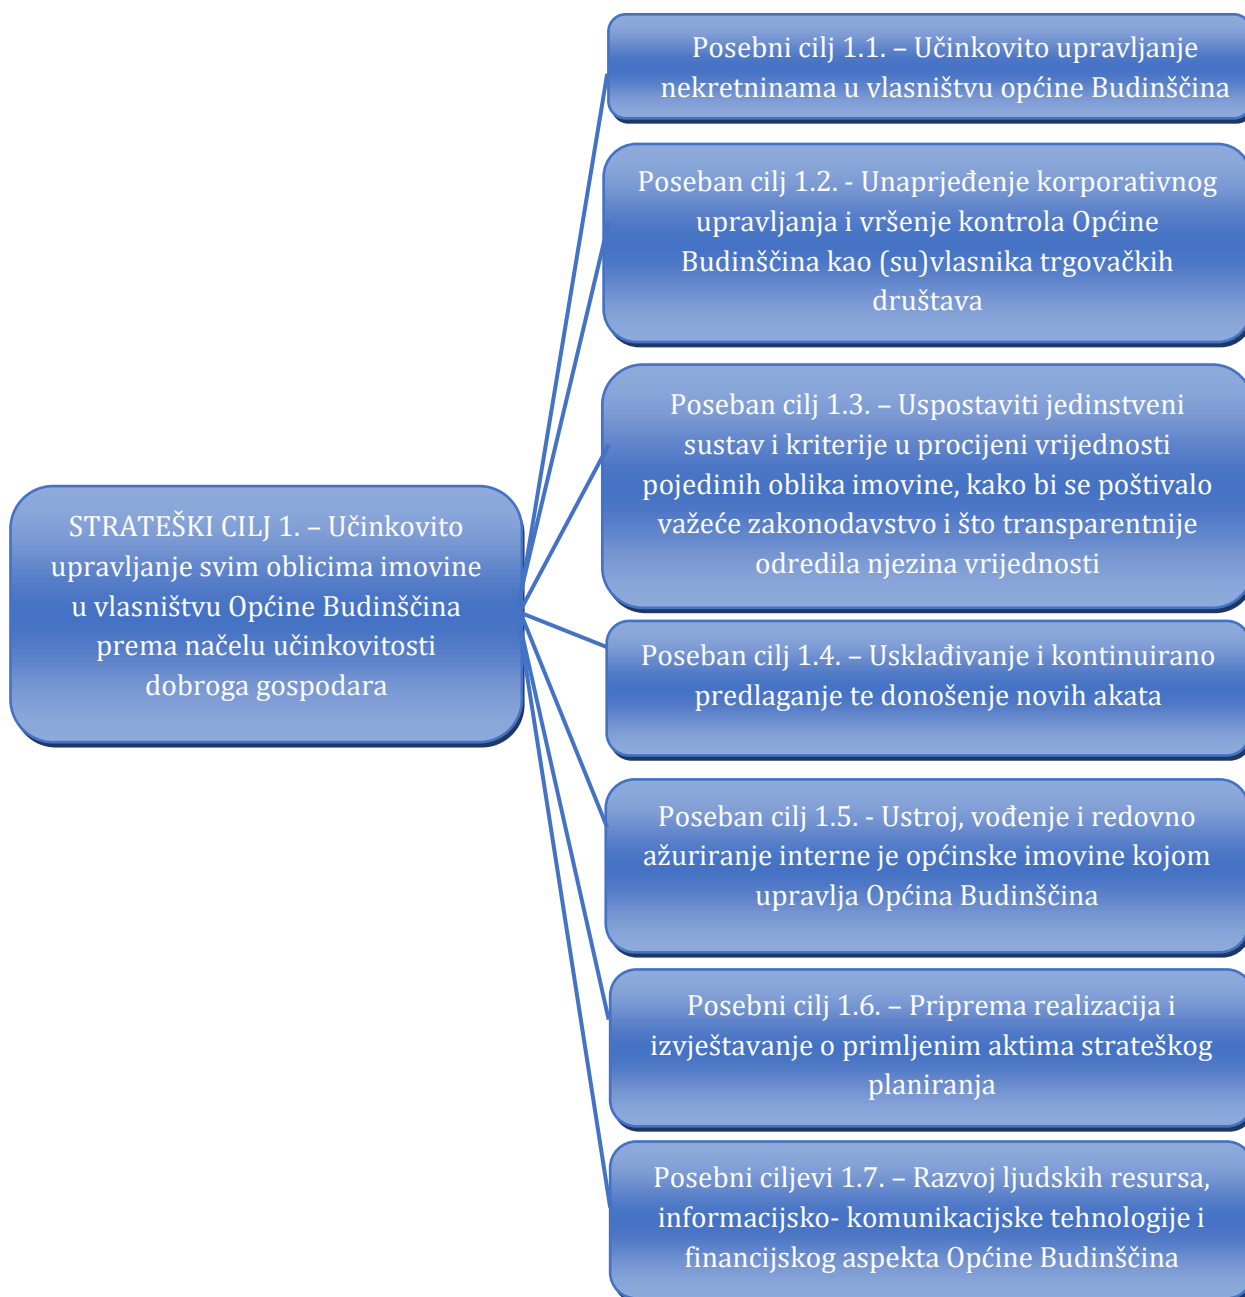 STRATEŠKI CILJ 1. – Učinkovito
upravljanje svim oblicima imovine
u vlasništvu Općine Budinščina
prema načelu učinkovitosti
dobroga gospodara
Posebni cilj 1.1. – Učinkovito upravljanje
nekretninama u vlasništvu općine Budinščina
Poseban cilj 1.2. - Unaprjeđenje korporativnog
upravljanja i vršenje kontrola Općine
Budinščina kao (su)vlasnika trgovačkih
društava
Poseban cilj 1.3. – Uspostaviti jedinstveni
sustav i kriterije u procijeni vrijednosti
pojedinih oblika imovine, kako bi se poštivalo
važeće zakonodavstvo i što transparentnije
odredila njezina vrijednosti
Poseban cilj 1.4. – Usklađivanje i kontinuirano
predlaganje te donošenje novih akata
Poseban cilj 1.5. - Ustroj, vođenje i redovno
ažuriranje interne je općinske imovine kojom
upravlja Općina Budinščina
Posebni cilj 1.6. – Priprema realizacija i
izvještavanje o primljenim aktima strateškog
planiranja
Posebni ciljevi 1.7. – Razvoj ljudskih resursa,
informacijsko- komunikacijske tehnologije i
financijskog aspekta Općine Budinščina